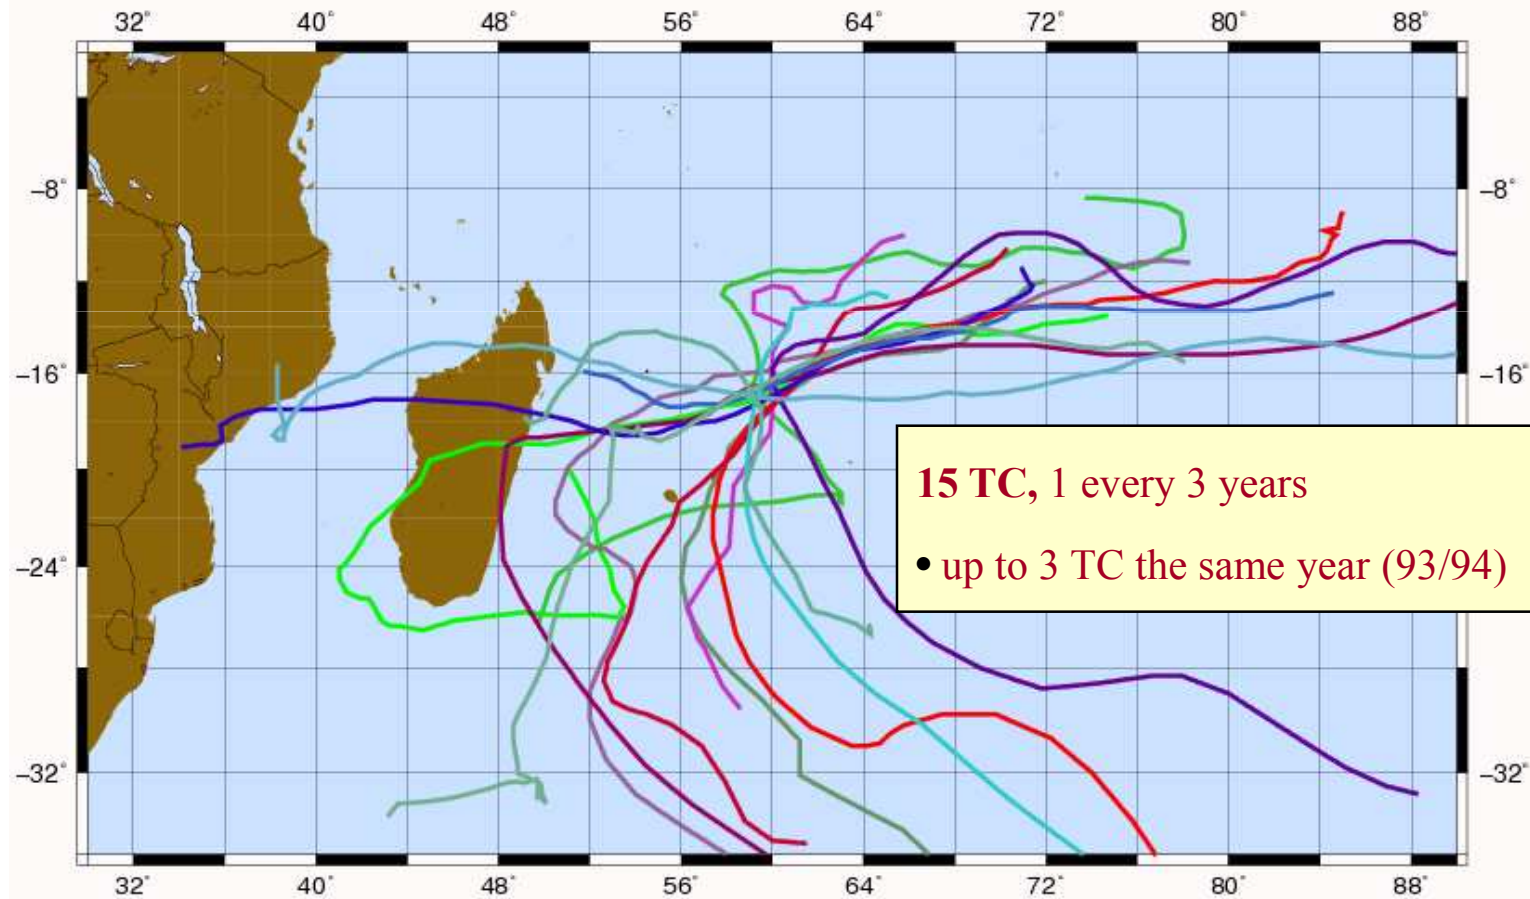 32° 40° 48° 56° 64° 72° 80° 88°
−8° −8°
−16° −16°
15 TC, 1 every 3 years
• up to 3 TC the same year (93/94)
−24°
−32° −32°
32° 40° 48° 56° 64° 72° 80° 88°